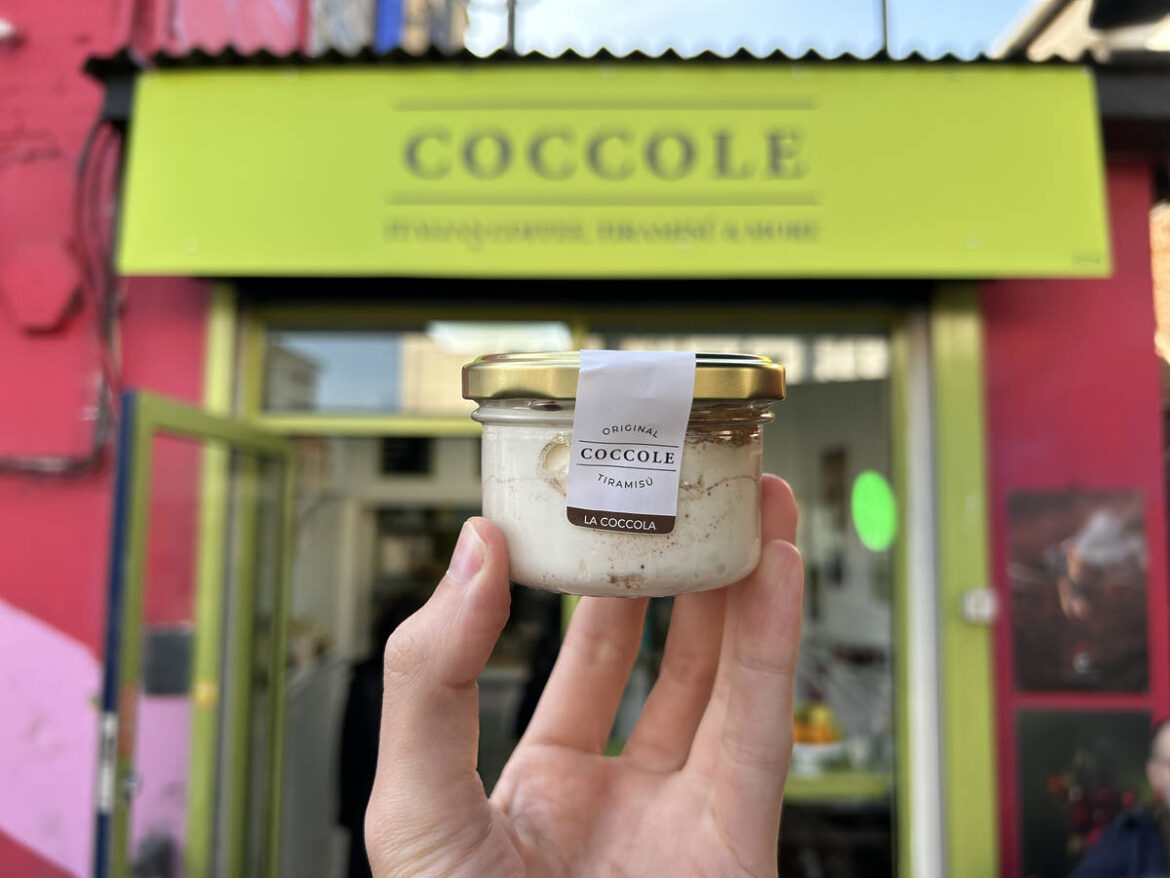 COCCOLE
ITALIAN COFFEE, TIRAMISÙ & MORE
ORIGINAL
COCCOLE
TIRAMISÙ
LA COCCOLA